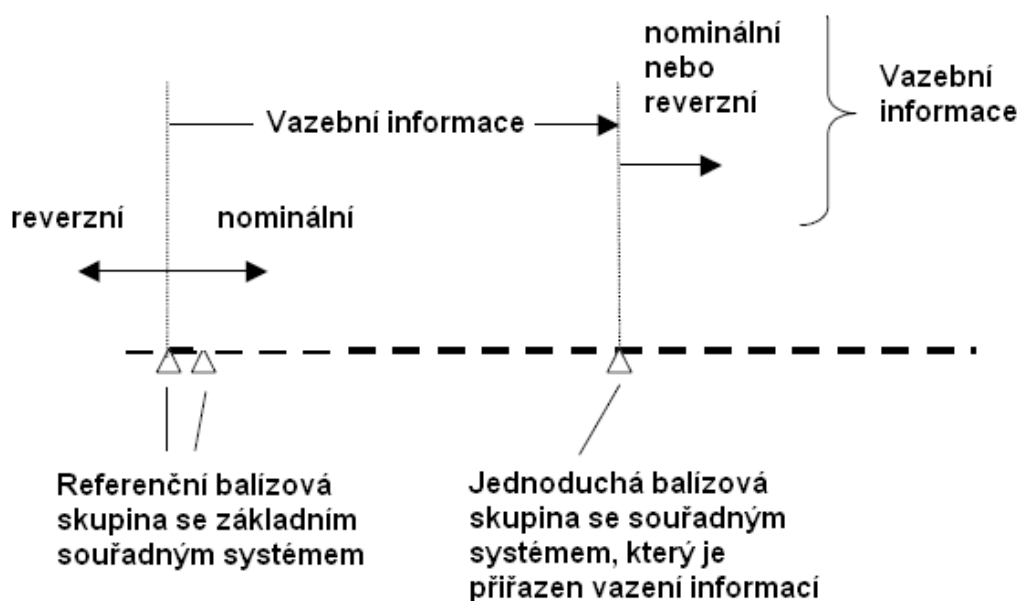 nominální
nebo
reverzní
Vazební
informace
Vazební informace
reverzní
nominální
Referenční balízová
skupina se základním
souřadným systémem
Jednoduchá balízová
skupina se souřadným
systémem, který je
přiřazen vazení informací